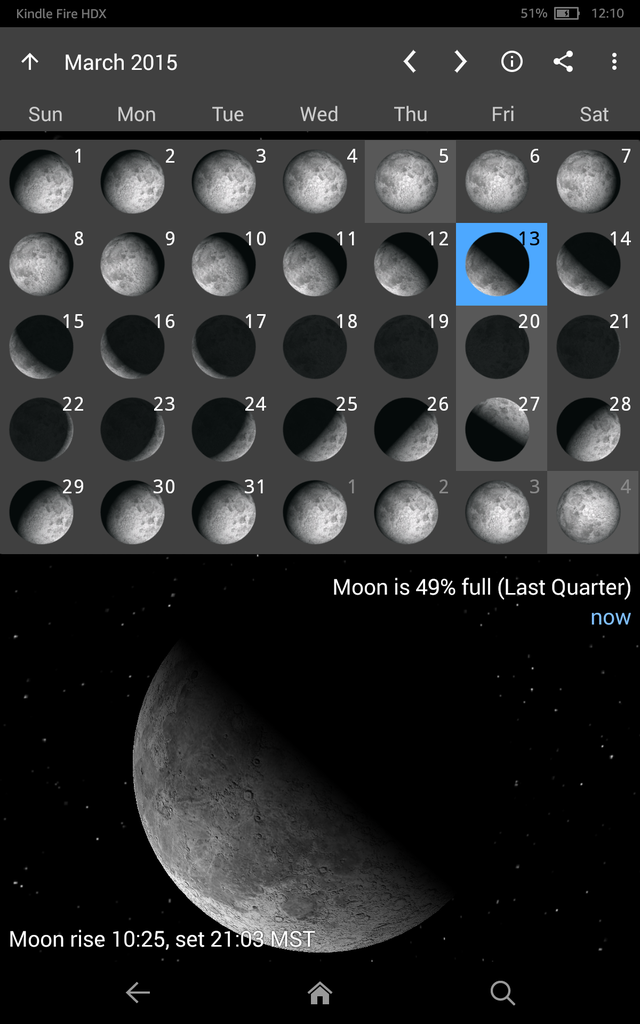 Kindle Fire HDX 51% 12:10
March 2015
Sun Mon Tue Wed Thu Fri Sat
1 2 3 4 5 6 7
8 9 10 11 12 13 14
15 16 17 18 19 20 21
22 23 24 25 26 27 28
29 30 31 1 2 3 4
Moon is 49% full (Last Quarter)
now
Moon rise 10:25, set 21:03 MST